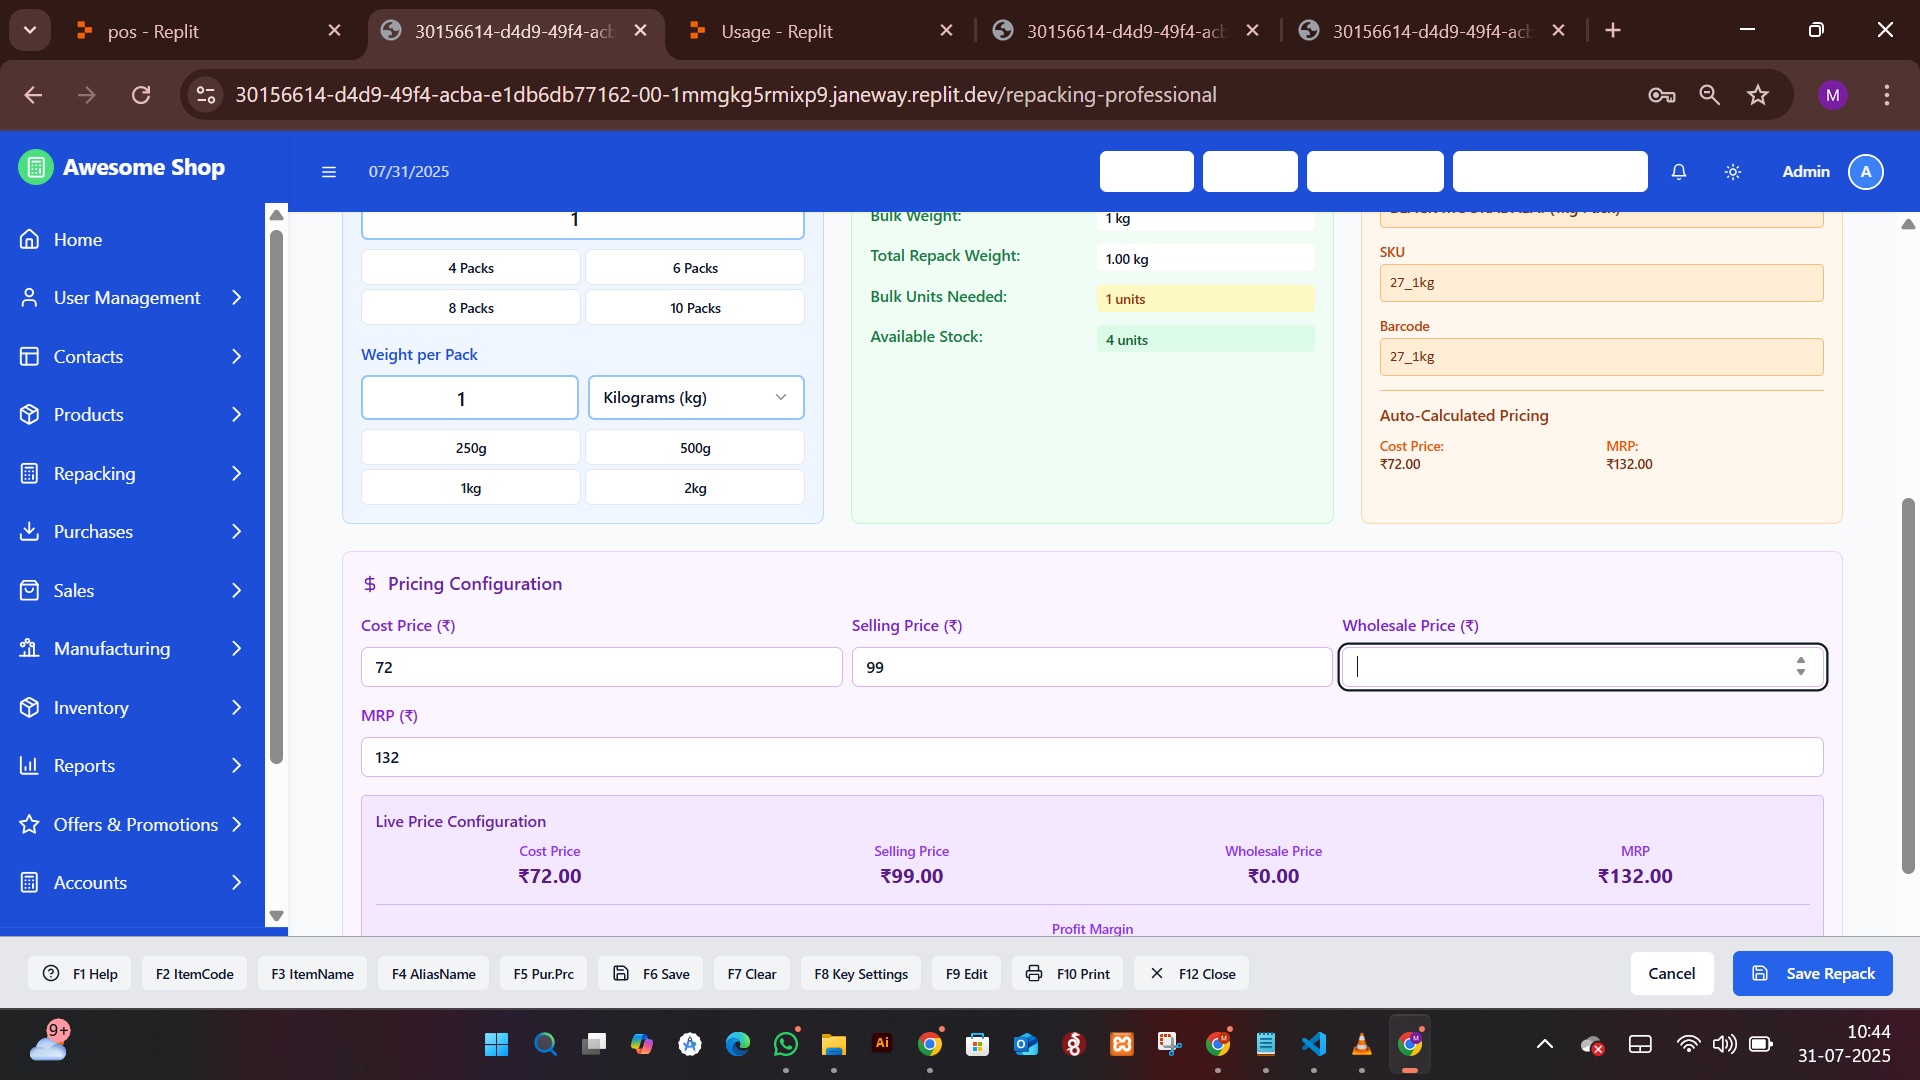 pos - Replit
30156614-d4d9-49f4-acb
Usage - Replit
30156614-d4d9-49f4-acb
30156614-d4d9-49f4-acb
30156614-d4d9-49f4-acba-e1db6db77162-00-1mmgkg5rmixp9.janeway.replit.dev/repacking-professional
M
Awesome Shop
07/31/2025
Admin
A
Home
User Management
Contacts
Products
Repacking
Purchases
Sales
Manufacturing
Inventory
Reports
Offers & Promotions
Accounts
1
4 Packs
6 Packs
8 Packs
10 Packs
Weight per Pack
1
Kilograms (kg)
250g
500g
1kg
2kg
Bulk Weight:
1 kg
Total Repack Weight:
1.00 kg
Bulk Units Needed:
1 units
Available Stock:
4 units
SKU
27_1kg
Barcode
27_1kg
Auto-Calculated Pricing
Cost Price:
MRP:
₹72.00
₹132.00
Pricing Configuration
Cost Price (₹)
Selling Price (₹)
Wholesale Price (₹)
72
99
MRP (₹)
132
Live Price Configuration
Cost Price
Selling Price
Wholesale Price
MRP
₹72.00
₹99.00
₹0.00
₹132.00
Profit Margin
F1 Help
F2 ItemCode
F3 ItemName
F4 AliasName
F5 Pur.Prc
F6 Save
F7 Clear
F8 Key Settings
F9 Edit
F10 Print
F12 Close
Cancel
Save Repack
9+
Ai
10:44
31-07-2025